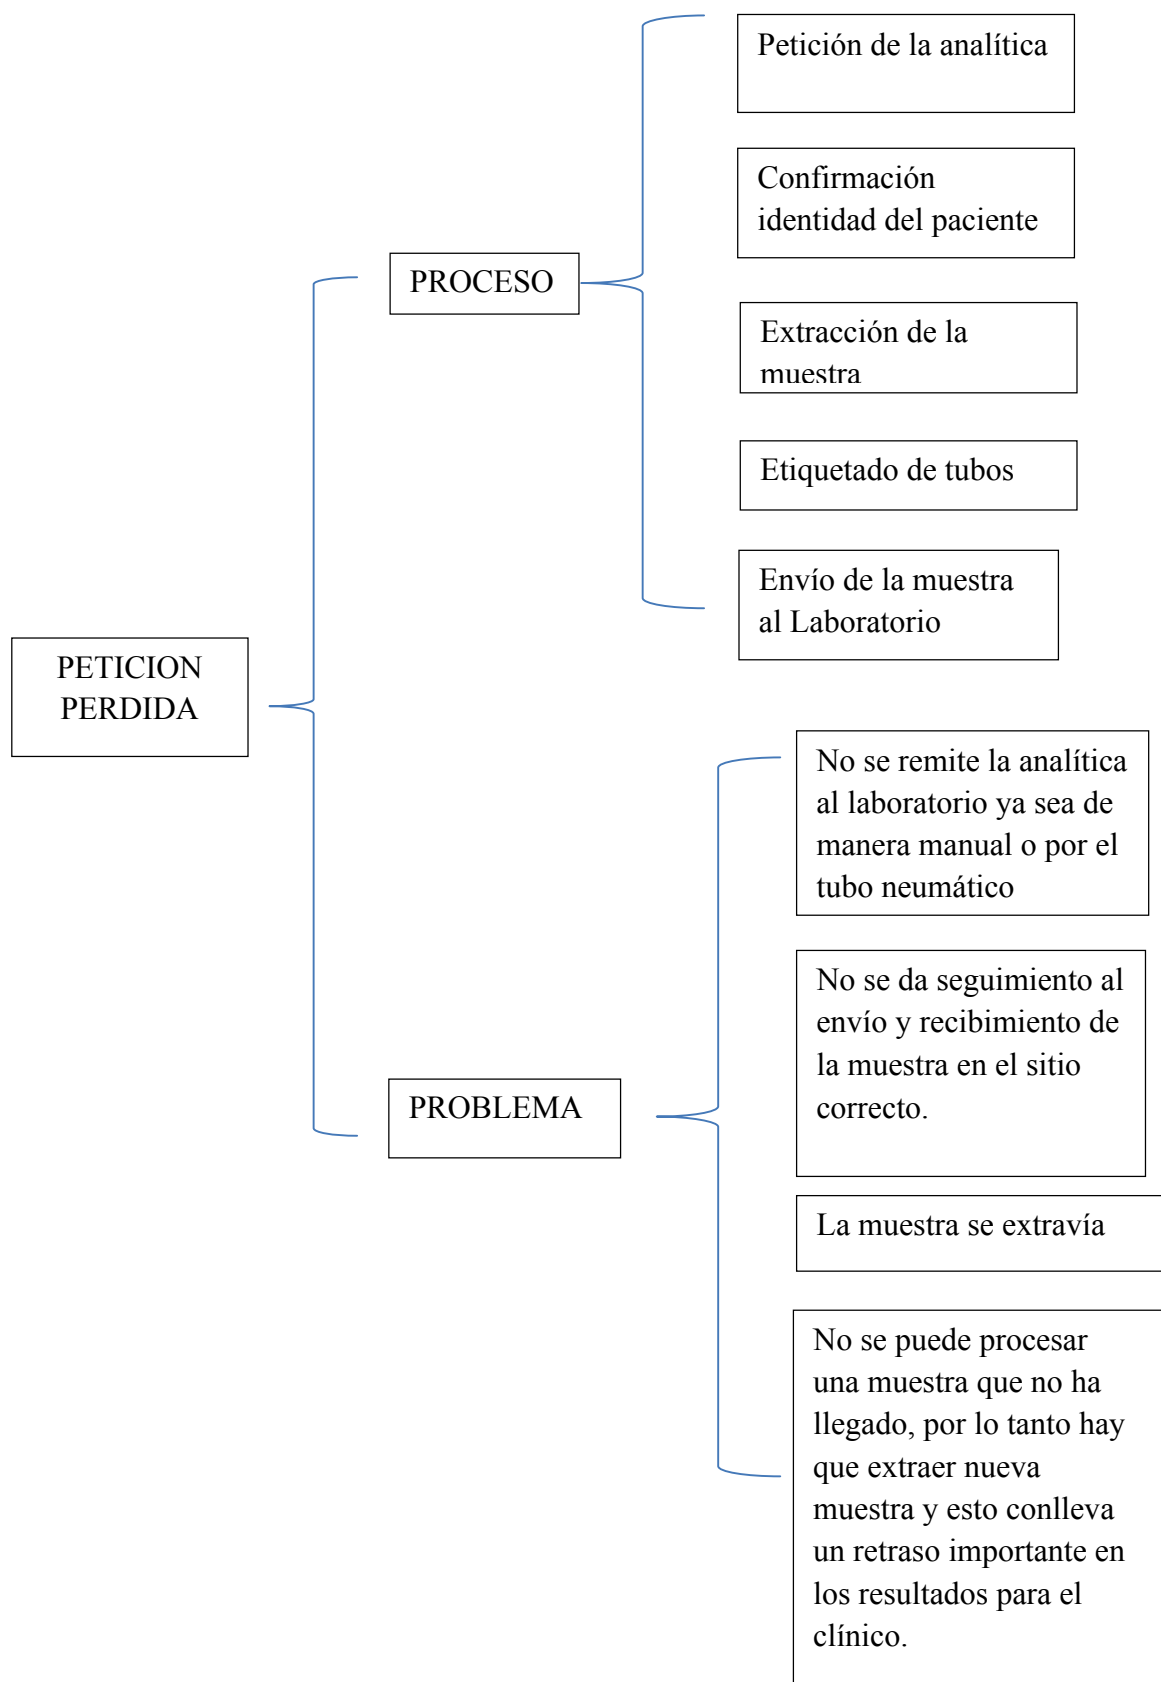 PETICION
PERDIDA
PROCESO
Petición de la analítica
Confirmación
identidad del paciente
Extracción de la
muestra
Etiquetado de tubos
Envío de la muestra
al Laboratorio
PROBLEMA
No se remite la analítica
al laboratorio ya sea de
manera manual o por el
tubo neumático
No se da seguimiento al
envío y recibimiento de
la muestra en el sitio
correcto.
La muestra se extravía
No se puede procesar
una muestra que no ha
llegado, por lo tanto hay
que extraer nueva
muestra y esto conlleva
un retraso importante en
los resultados para el
clínico.